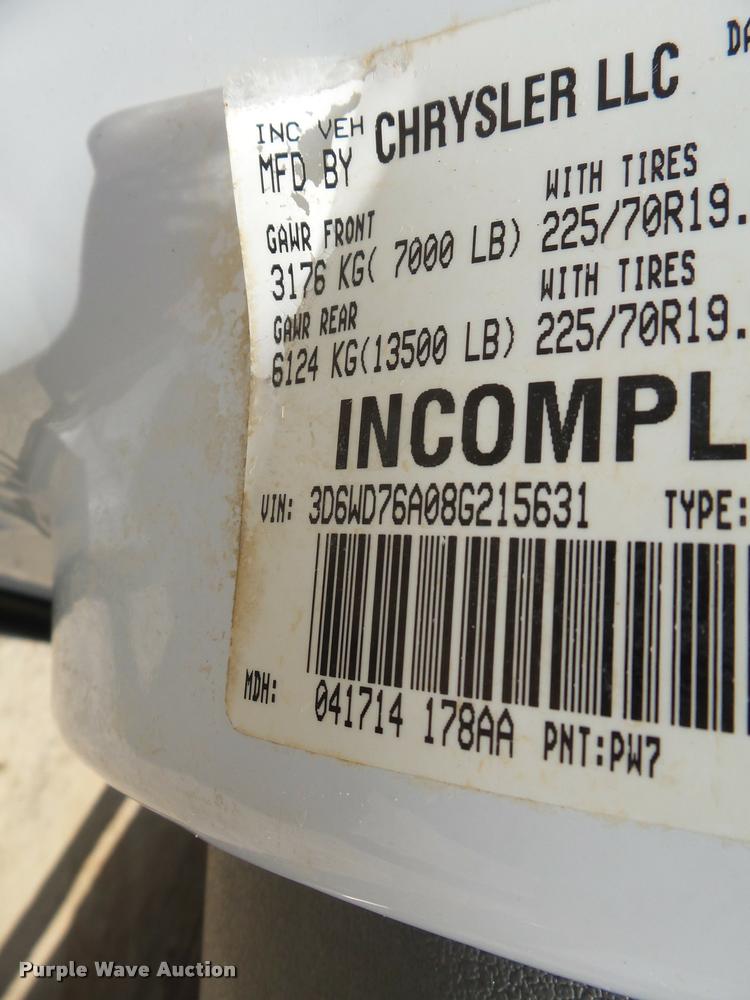 DA
INC VEH
MFD BY CHRYSLER LLC
GAWR FRONT WITH TIRES
3176 KG( 7000 LB) 225/70R19.
GAWR REAR WITH TIRES
6124 KG(13500 LB) 225/70R19.
INCOMPL
VIN: 3D6WD76A08G215631 TYPE:
MDH: 041714 178AA PNT:PW7
Purple Wave Auction